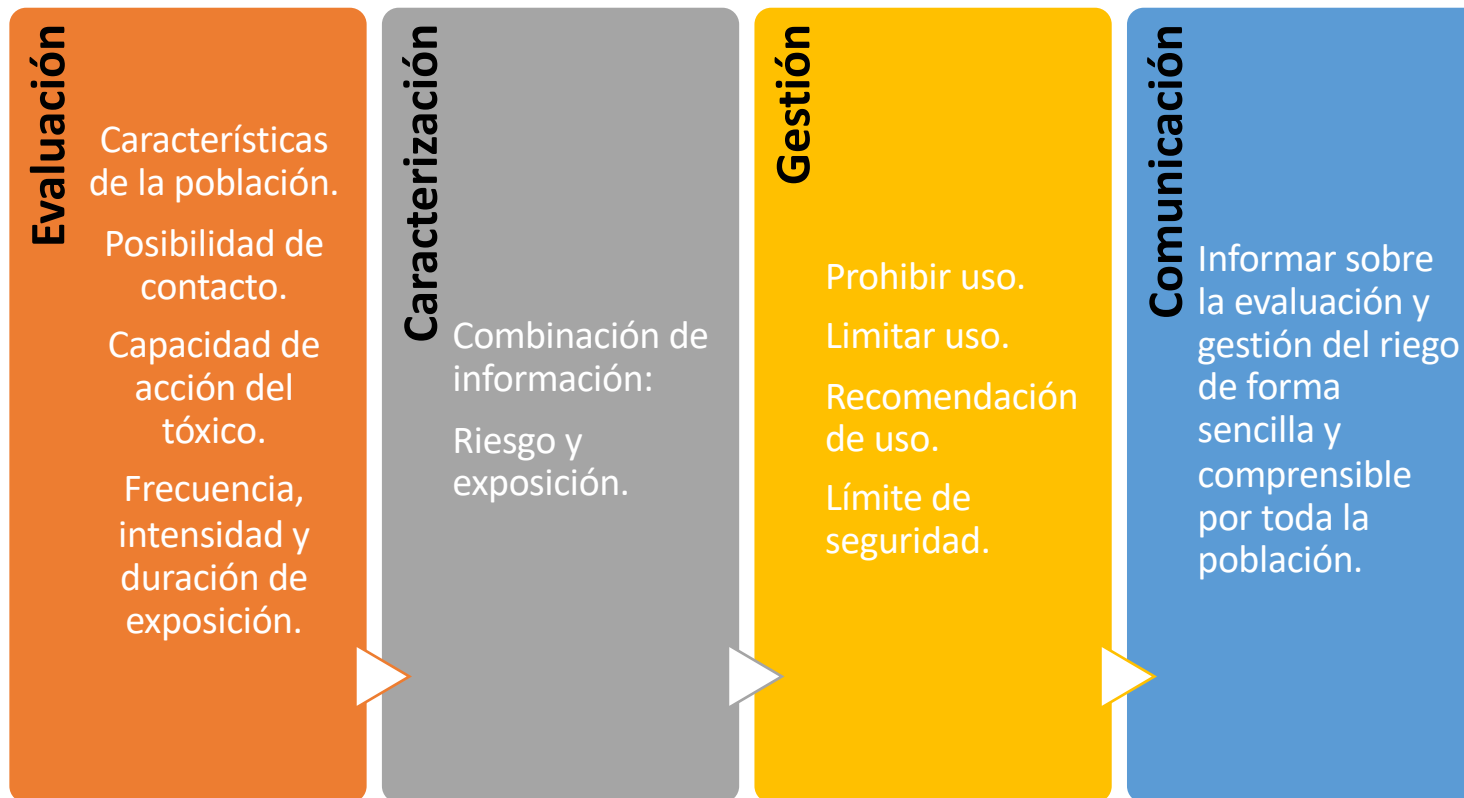 Evaluación
Características
de la población.
Posibilidad de
contacto.
Capacidad de
acción del
tóxico.
Frecuencia,
intensidad y
duración de
exposición.
Caracterización
Combinación de
información:
Riesgo y
exposición.
Gestión
Prohibir uso.
Limitar uso.
Recomendación
de uso.
Límite de
seguridad.
Comunicación
Informar sobre
la evaluación y
gestión del riego
de forma
sencilla y
comprensible
por toda la
población.